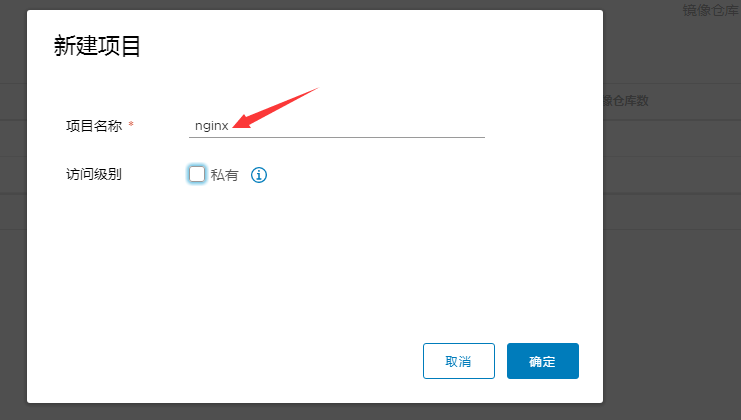 镜像仓库
新建项目
像仓库数
项目名称 *
nginx
访问级别
私有
取消
确定